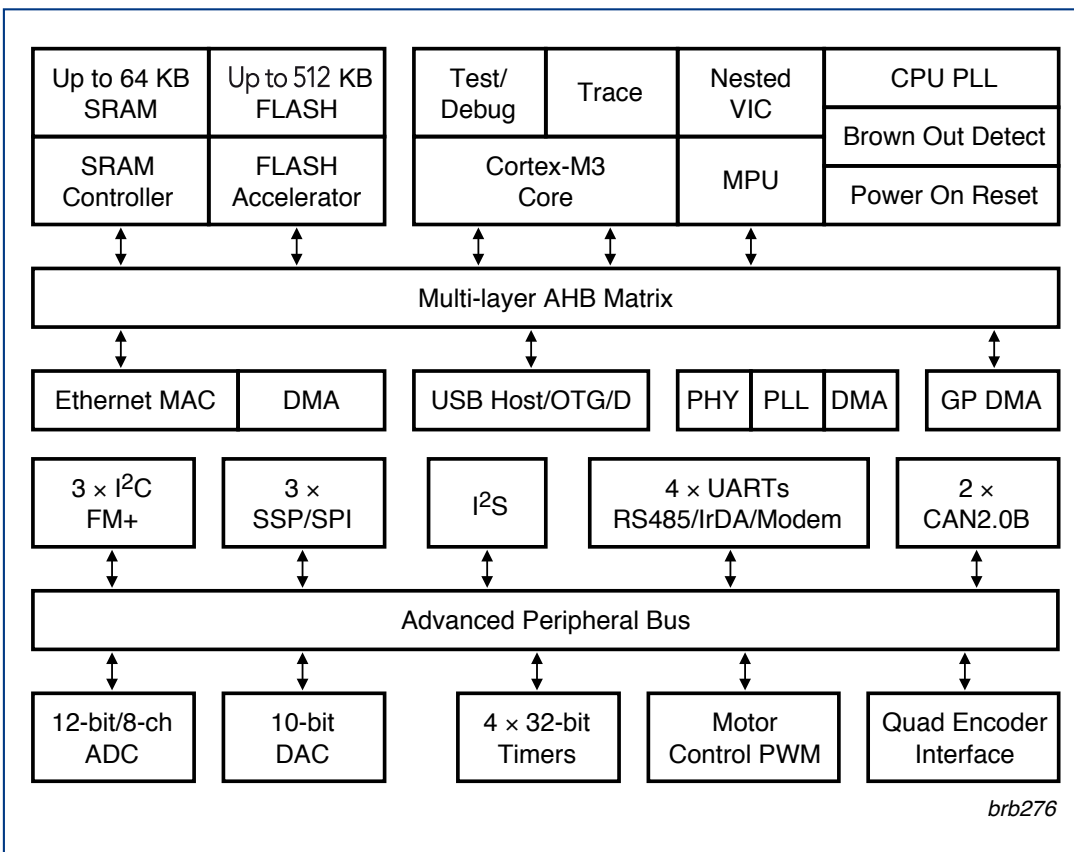 Up to 64 KB
SRAM
Up to 512 KB
FLASH
Test/
Debug
Trace
Nested
VIC
CPU PLL
Brown Out Detect
Power On Reset
SRAM
Controller
FLASH
Accelerator
Cortex-M3
Core
MPU
Multi-layer AHB Matrix
Ethernet MAC
DMA
USB Host/OTG/D
PHY
PLL
DMA
GP DMA
3 × I²C
FM+
3 ×
SSP/SPI
I²S
4 × UARTs
RS485/IrDA/Modem
2 ×
CAN2.0B
Advanced Peripheral Bus
12-bit/8-ch
ADC
10-bit
DAC
4 × 32-bit
Timers
Motor
Control PWM
Quad Encoder
Interface
brb276